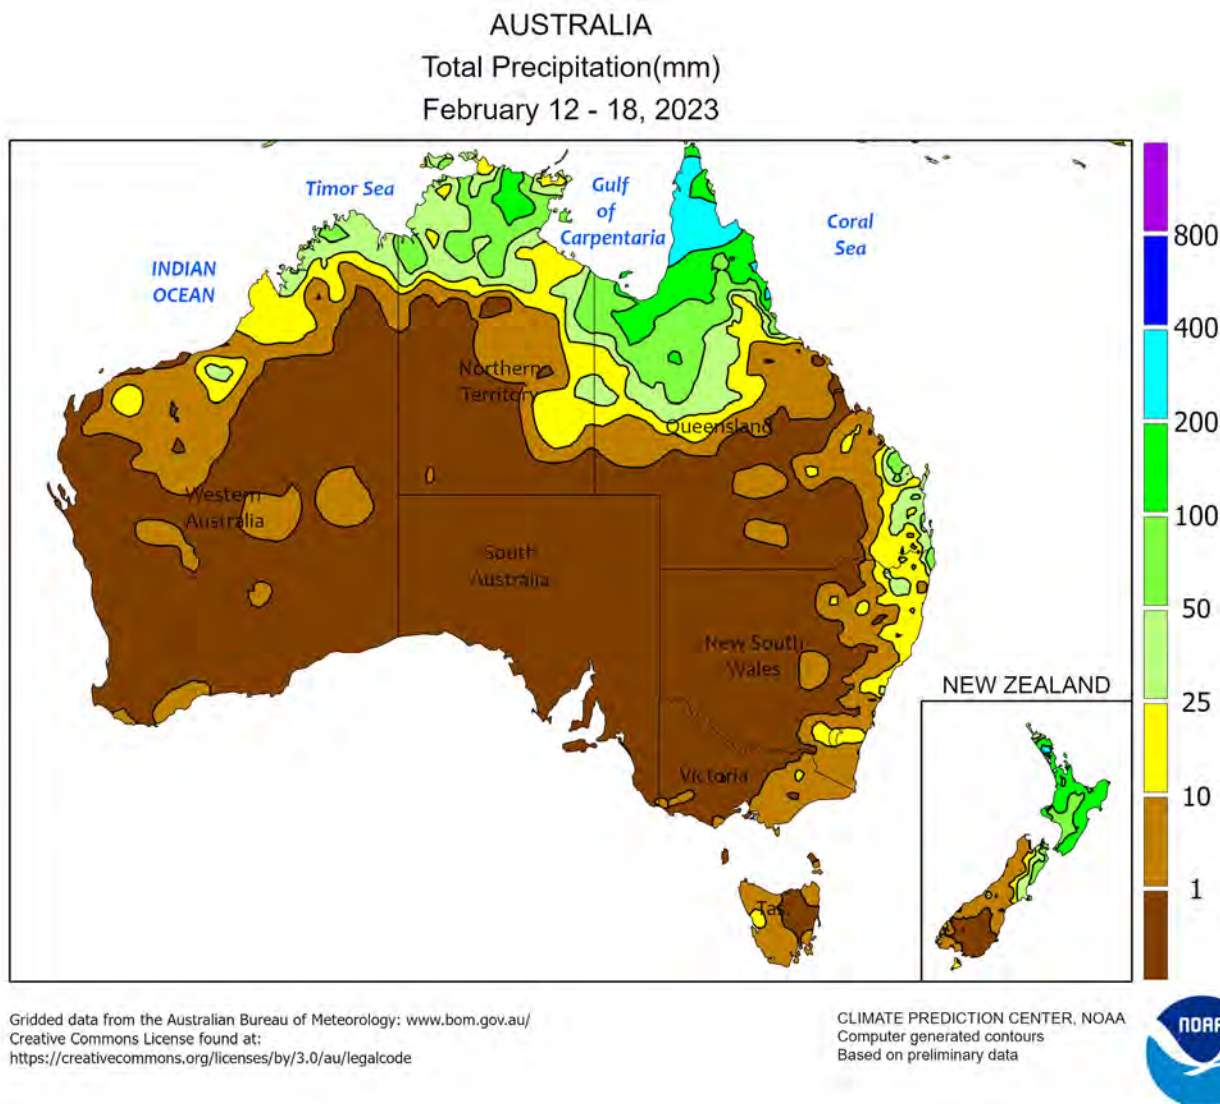 AUSTRALIA
Total Precipitation(mm)
February 12 - 18, 2023
Timor Sea
Gulf
of
Carpentaria
Coral
Sea
INDIAN
OCEAN
Northern
Territory
Queensland
Western
Australia
South
Australia
New South
Wales
Victoria
Tas.
NEW ZEALAND
800
400
200
100
50
25
10
1
Gridded data from the Australian Bureau of Meteorology: www.bom.gov.au/
Creative Commons License found at:
https://creativecommons.org/licenses/by/3.0/au/legalcode
CLIMATE PREDICTION CENTER, NOAA
Computer generated contours
Based on preliminary data
NOAA